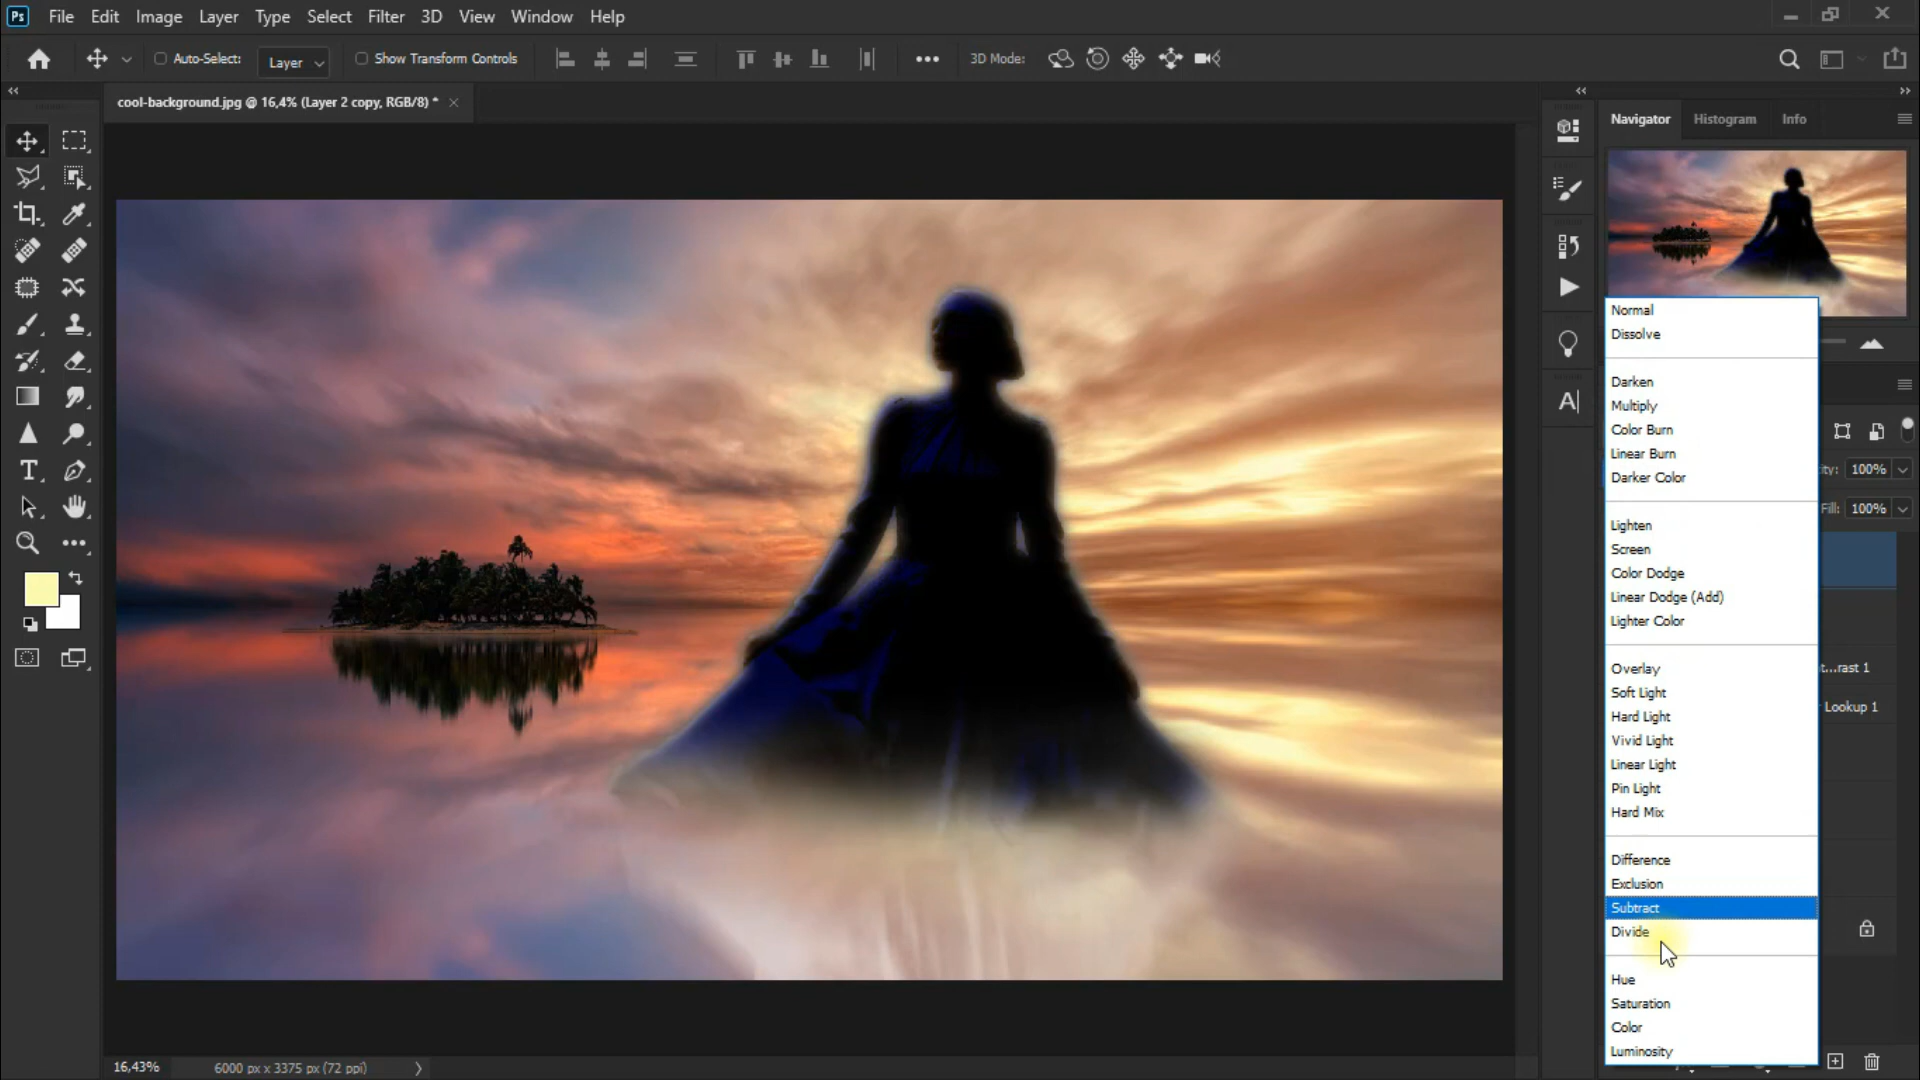 Ps File Edit Image Layer Type Select Filter 3D View Window Help
Auto-Select: Layer Show Transform Controls 3D Mode:
cool-background.jpg @ 16,4% (Layer 2 copy, RGB/8) *
Navigator Histogram Info
Normal
Dissolve
Darken
Multiply
Color Burn
Linear Burn
ity: 100%
Darker Color
Fill: 100%
Lighten
Screen
Color Dodge
Linear Dodge (Add)
Lighter Color
Overlay
t...rast 1
Soft Light
Lookup 1
Hard Light
Vivid Light
Linear Light
Pin Light
Hard Mix
Difference
Exclusion
Subtract
Divide
Hue
Saturation
Color
Luminosity
16,43% 6000 px x 3375 px (72 ppi)